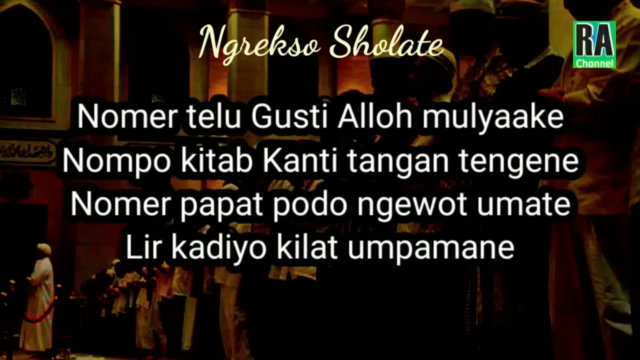 Ngrekso Sholate
RA
Channel
Nomer telu Gusti Alloh mulyaake
Nompo kitab Kanti tangan tengene
Nomer papat podo ngewot umate
Lir kadiyo kilat umpamane